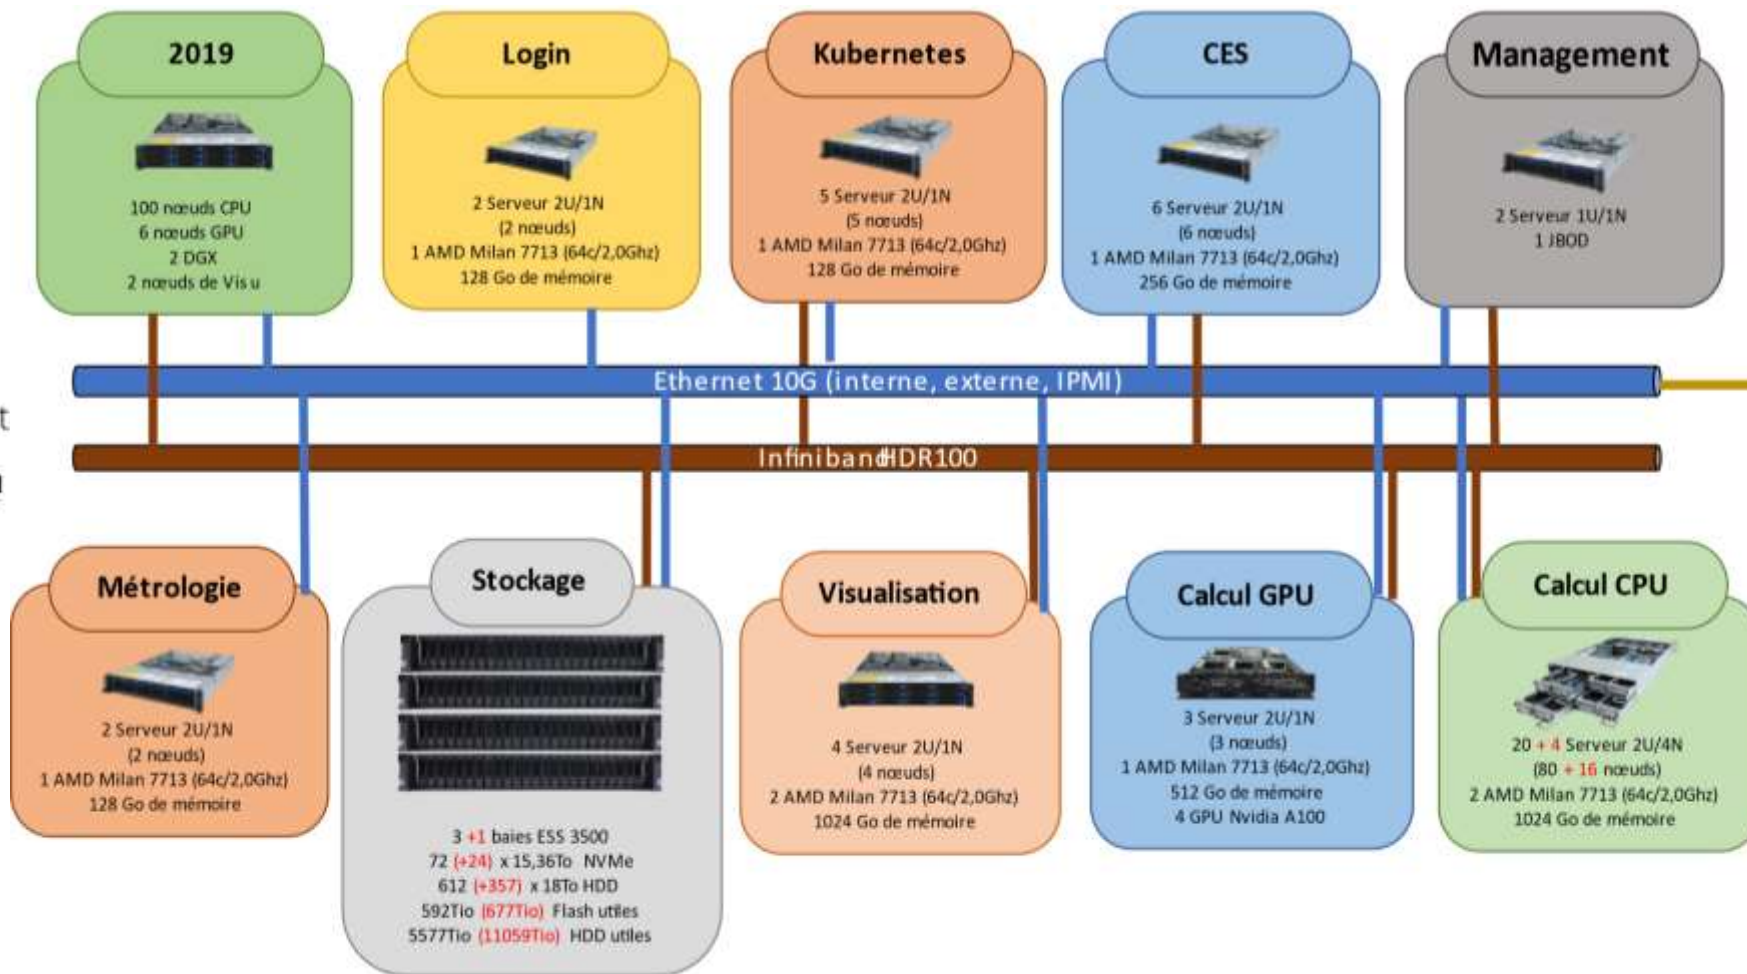 2019
100 nœuds CPU
6 nœuds GPU
2 DGX
2 nœuds de Visu
Login
2 Serveur 2U/1N
(2 nœuds)
1 AMD Milan 7713 (64c/2,0Ghz)
128 Go de mémoire
Kubernetes
5 Serveur 2U/1N
(5 nœuds)
1 AMD Milan 7713 (64c/2,0Ghz)
128 Go de mémoire
CES
6 Serveur 2U/1N
(6 nœuds)
1 AMD Milan 7713 (64c/2,0Ghz)
256 Go de mémoire
Management
2 Serveur 1U/1N
1 JBOD
Ethernet 10G (interne, externe, IPMI)
Infiniband HDR100
Métrologie
2 Serveur 2U/1N
(2 nœuds)
1 AMD Milan 7713 (64c/2,0Ghz)
128 Go de mémoire
Stockage
3 +1 baies ESS 3500
72 (+24) x 15,36To NVMe
612 (+357) x 18To HDD
592Tio (677Tio) Flash utiles
5577Tio (11059Tio) HDD utiles
Visualisation
4 Serveur 2U/1N
(4 nœuds)
2 AMD Milan 7713 (64c/2,0Ghz)
1024 Go de mémoire
Calcul GPU
3 Serveur 2U/1N
(3 nœuds)
1 AMD Milan 7713 (64c/2,0Ghz)
512 Go de mémoire
4 GPU Nvidia A100
Calcul CPU
20 + 4 Serveur 2U/4N
(80 + 16 nœuds)
2 AMD Milan 7713 (64c/2,0Ghz)
1024 Go de mémoire